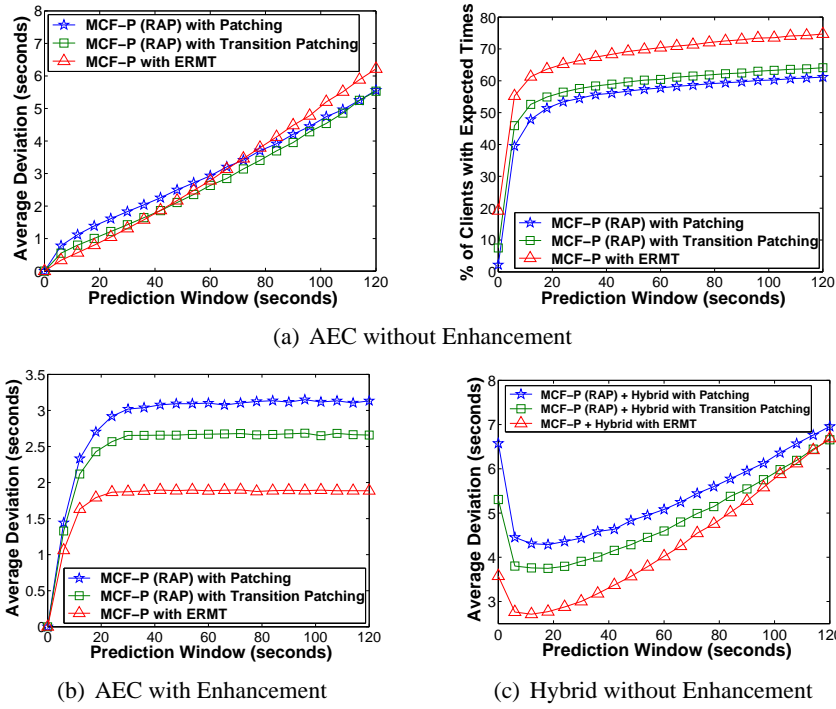 8
7
6
5
4
3
2
1
0
0 20 40 60 80 100 120
Average Deviation (seconds)
Prediction Window (seconds)
MCF−P (RAP) with Patching
MCF−P (RAP) with Transition Patching
MCF−P with ERMT
80
70
60
50
40
30
20
10
0
0 20 40 60 80 100 120
% of Clients with Expected Times
Prediction Window (seconds)
MCF−P (RAP) with Patching
MCF−P (RAP) with Transition Patching
MCF−P with ERMT
(a) AEC without Enhancement
3.5
3
2.5
2
1.5
1
0.5
0
0 20 40 60 80 100 120
Average Deviation (seconds)
Prediction Window (seconds)
MCF−P (RAP) with Patching
MCF−P (RAP) with Transition Patching
MCF−P with ERMT
(b) AEC with Enhancement
8
7
6
5
4
3
0 20 40 60 80 100 120
Average Deviation (seconds)
Prediction Window (seconds)
MCF−P (RAP) + Hybrid with Patching
MCF−P (RAP) + Hybrid with Transition Patching
MCF−P + Hybrid with ERMT
(c) Hybrid without Enhancement